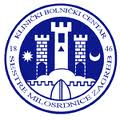 KLINIČKI BOLNIČKI CENTAR
18 46
SESTRE MILOSRDNICE ZAGREB